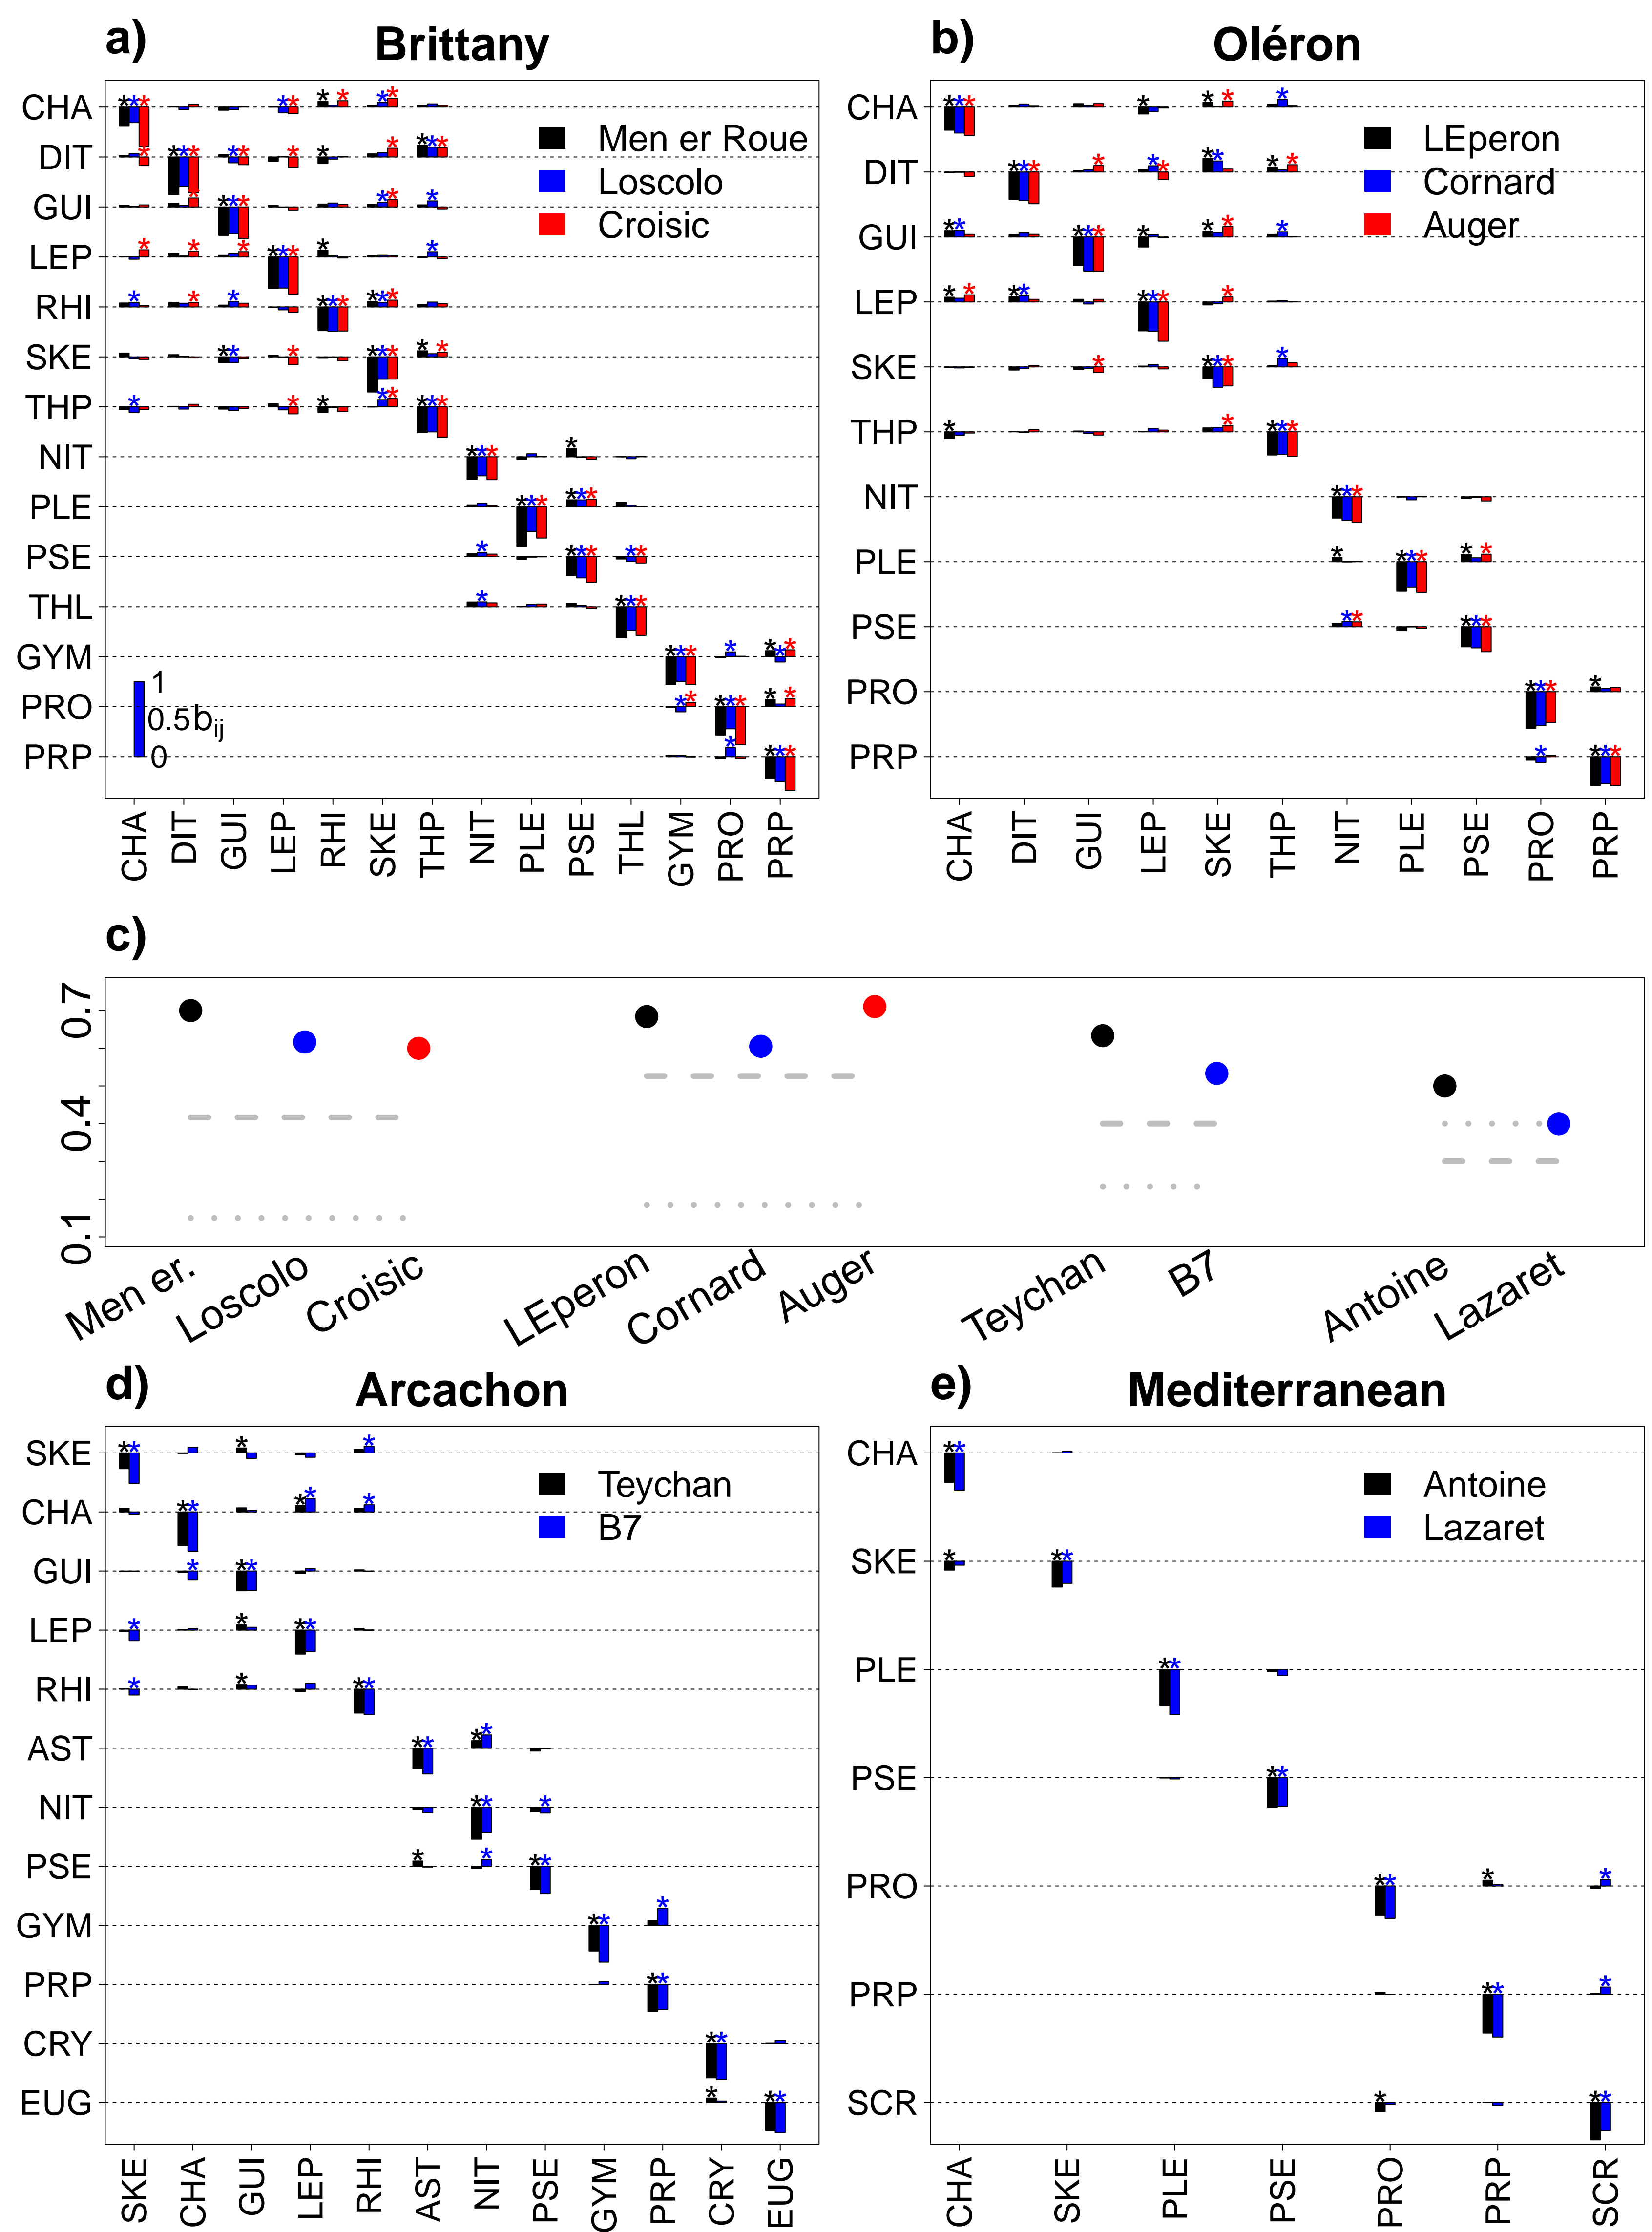 a) Brittany
CHA
DIT
GUI
LEP
RHI
SKE
THP
NIT
PLE
PSE
THL
GYM
PRO
PRP
Men er Roue
Loscolo
Croisic
1
0.5 bij
0
CHA DIT GUI LEP RHI SKE THP NIT PLE PSE THL GYM PRO PRP
b) Oléron
CHA
DIT
GUI
LEP
SKE
THP
NIT
PLE
PSE
PRO
PRP
LEperon
Cornard
Auger
CHA DIT GUI LEP SKE THP NIT PLE PSE PRO PRP
c)
0.7
0.4
0.1
Men er. Loscolo Croisic LEperon Cornard Auger Teychan B7 Antoine Lazaret
d) Arcachon
SKE
CHA
GUI
LEP
RHI
AST
NIT
PSE
GYM
PRP
CRY
EUG
Teychan
B7
SKE CHA GUI LEP RHI AST NIT PSE GYM PRP CRY EUG
e) Mediterranean
CHA
SKE
PLE
PSE
PRO
PRP
SCR
Antoine
Lazaret
CHA SKE PLE PSE PRO PRP SCR